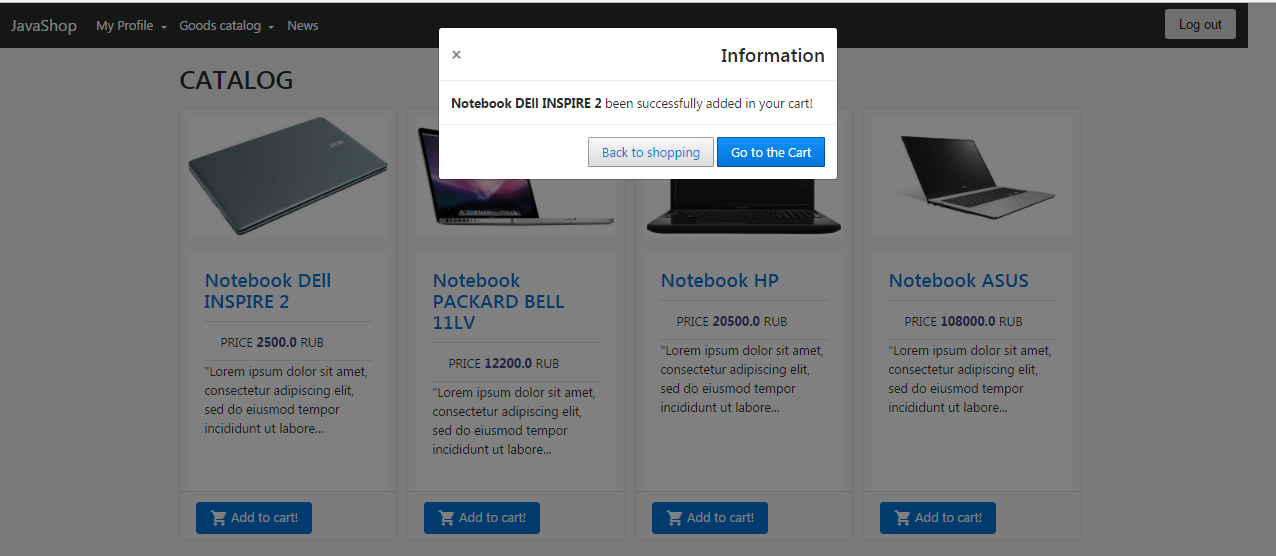 JavaShop My Profile Goods catalog News Log out
× Information
Notebook DEll INSPIRE 2 been successfully added in your cart!
Back to shopping Go to the Cart
CATALOG
acer
Notebook DEll
INSPIRE 2
PRICE 2500.0 RUB
"Lorem ipsum dolor sit amet,
consectetur adipiscing elit,
sed do eiusmod tempor
incididunt ut labore...
Add to cart!
Notebook
PACKARD BELL
11LV
PRICE 12200.0 RUB
"Lorem ipsum dolor sit amet,
consectetur adipiscing elit,
sed do eiusmod tempor
incididunt ut labore...
Add to cart!
Notebook HP
PRICE 20500.0 RUB
"Lorem ipsum dolor sit amet,
consectetur adipiscing elit,
sed do eiusmod tempor
incididunt ut labore...
Add to cart!
Notebook ASUS
PRICE 108000.0 RUB
"Lorem ipsum dolor sit amet,
consectetur adipiscing elit,
sed do eiusmod tempor
incididunt ut labore...
Add to cart!